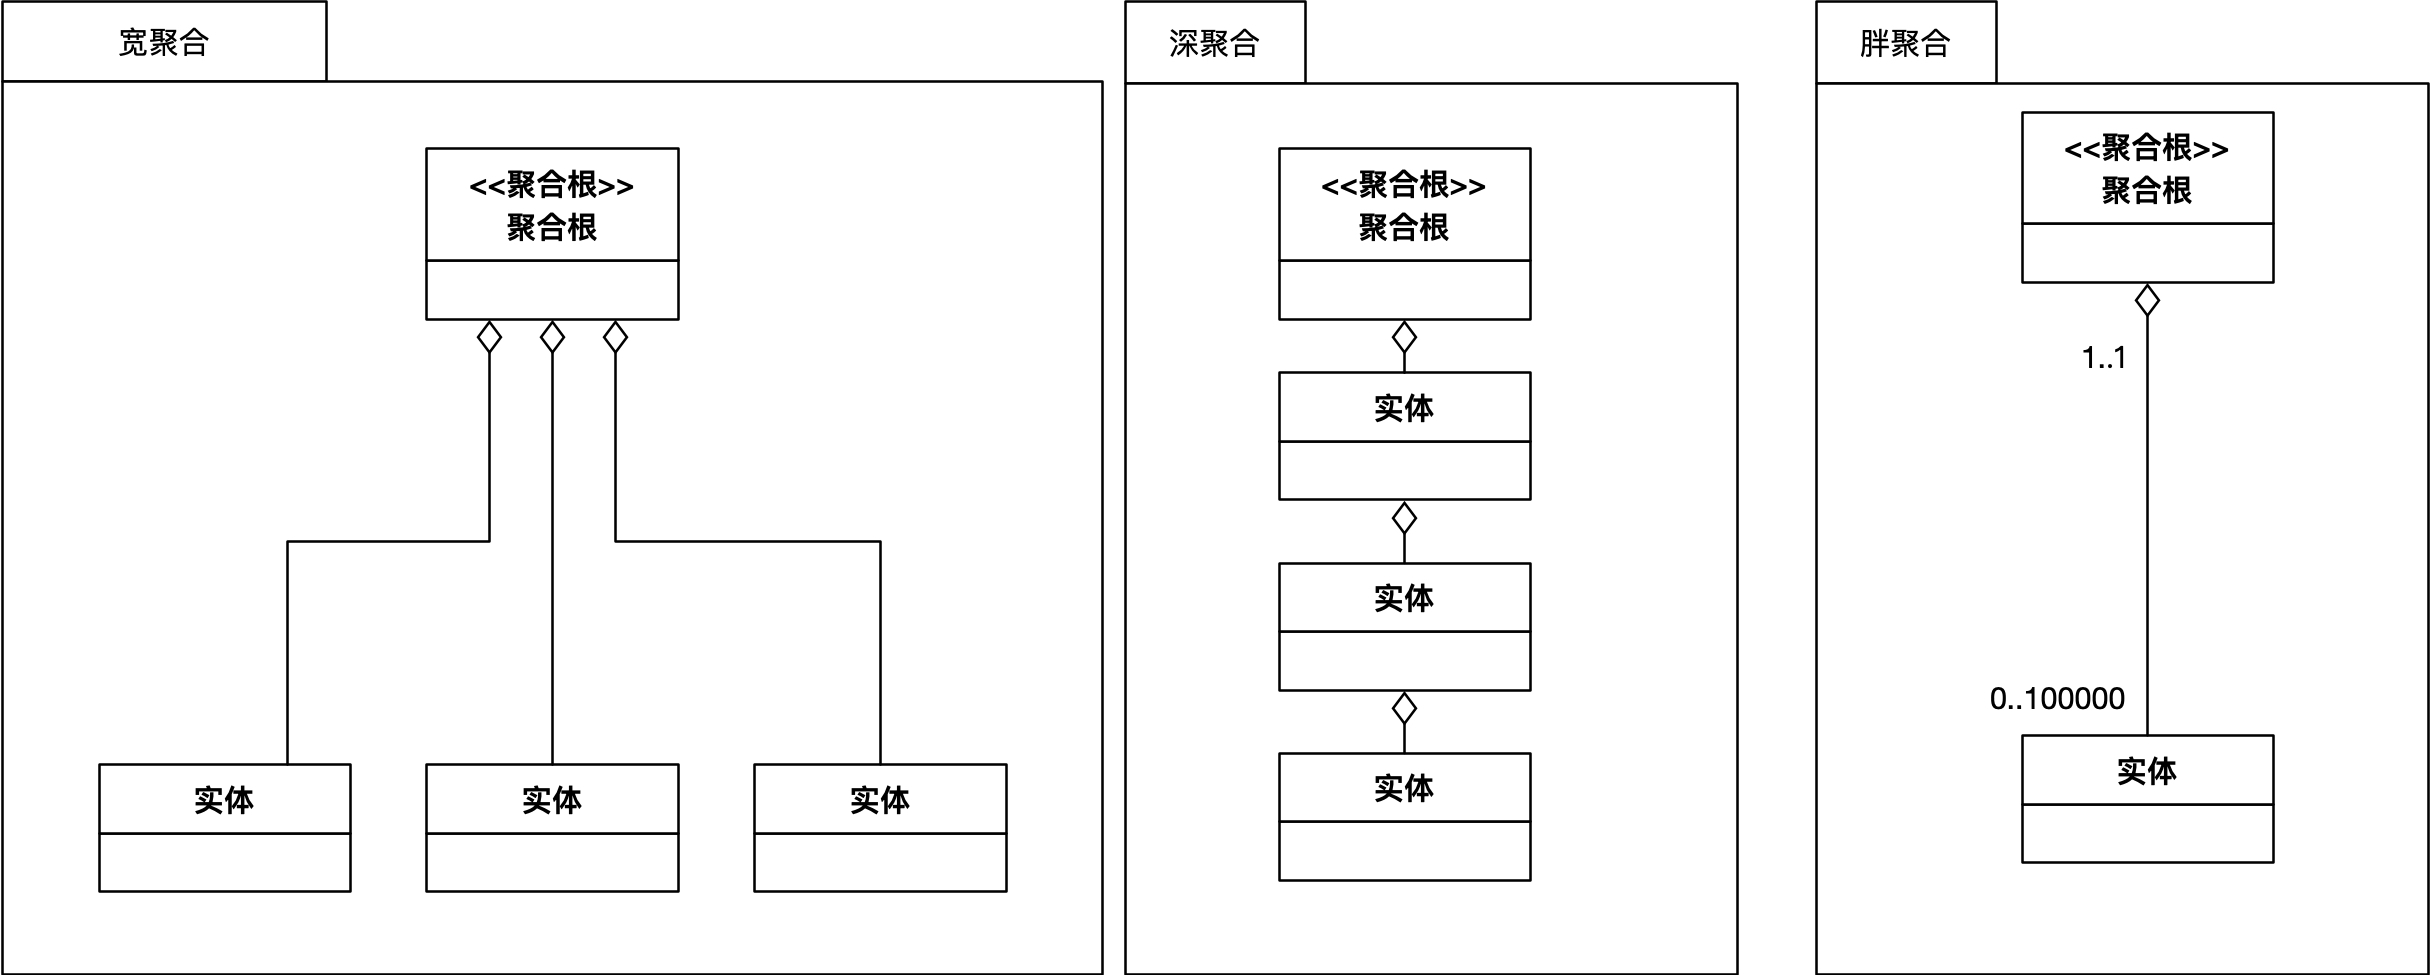 宽聚合
<<聚合根>>
聚合根
实体
实体
实体
深聚合
<<聚合根>>
聚合根
实体
实体
实体
胖聚合
<<聚合根>>
聚合根
1..1
0..100000
实体